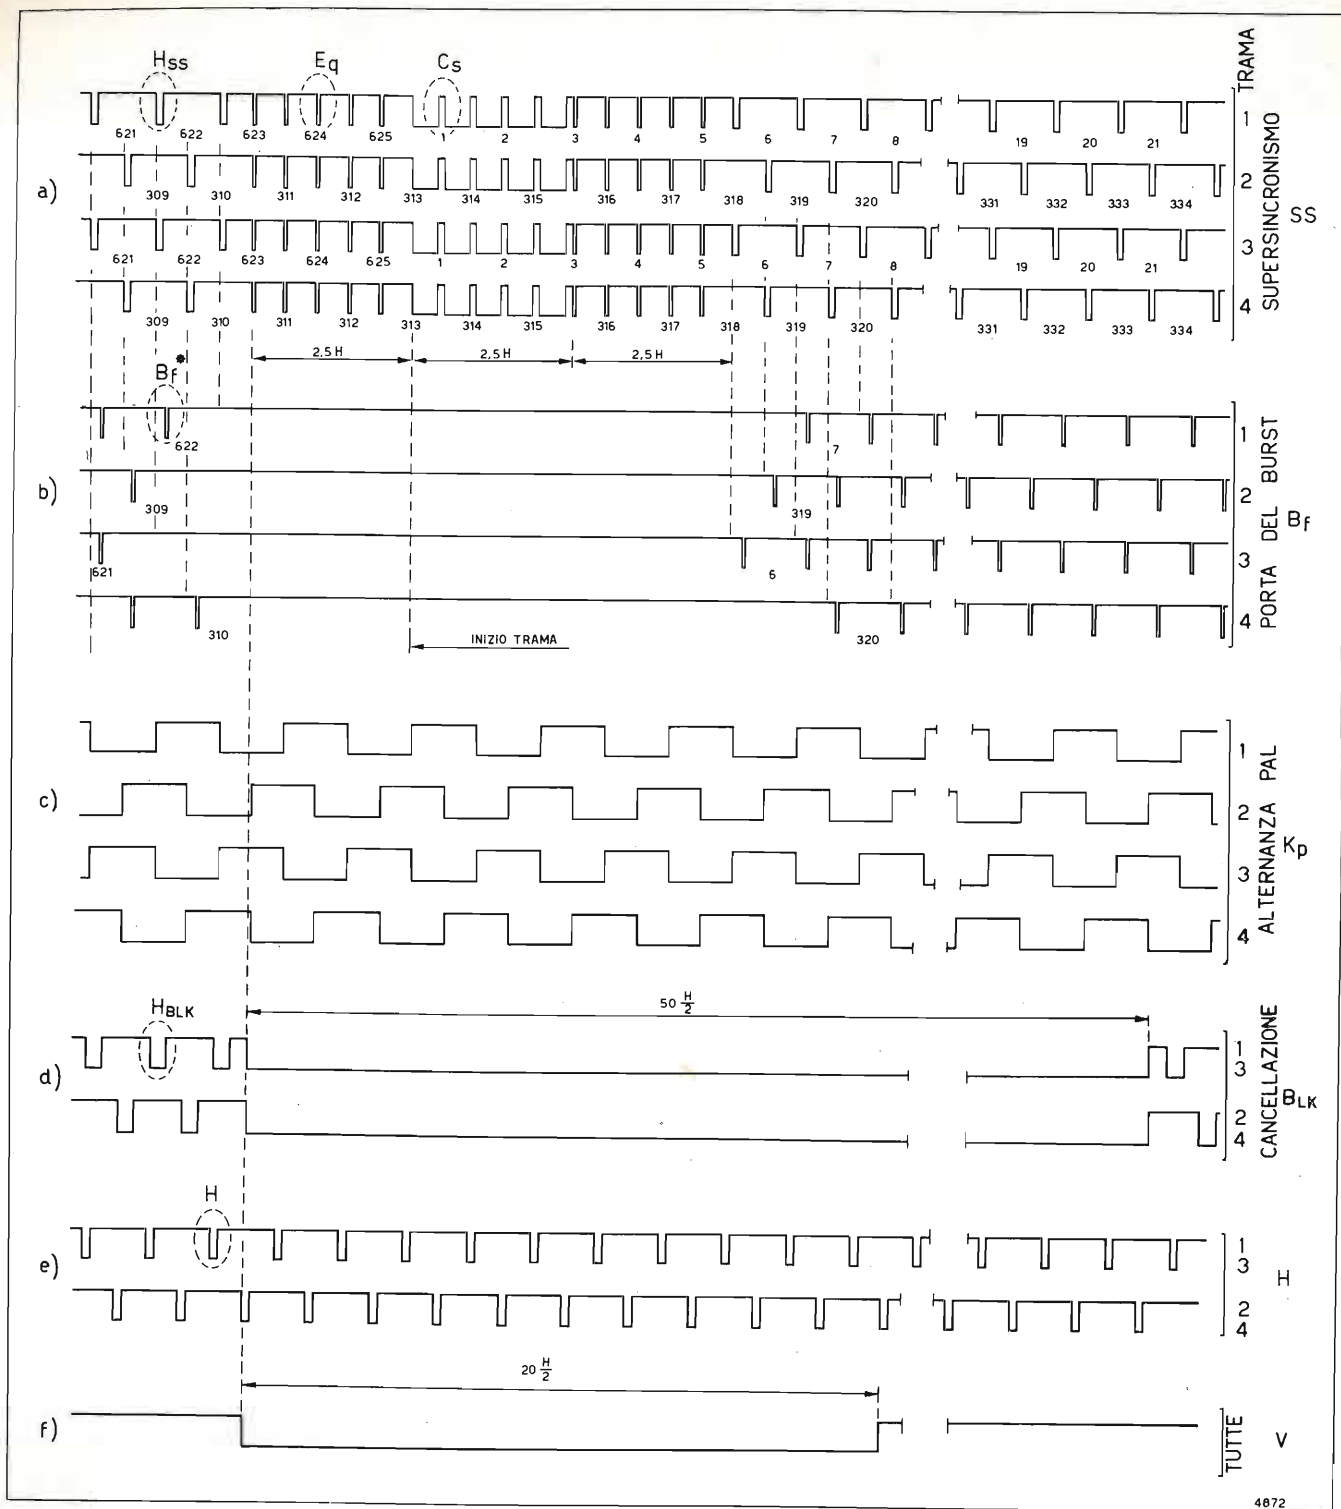 Hss Eq Cs TRAMA
1
621 622 623 624 625 1 2 3 4 5 6 7 8 19 20 21
a)
2
309 310 311 312 313 314 315 316 317 318 319 320 331 332 333 334
3
621 622 623 624 625 1 2 3 4 5 6 7 8 19 20 21
4
309 310 311 312 313 314 315 316 317 318 319 320 331 332 333 334
SUPERSINCRONISMO
SS
2,5 H 2,5 H 2,5 H
Bf*
1
622 7
b)
2
309 319
3
621 6
4
310 320
INIZIO TRAMA
PORTA DEL BURST
Bf
1
c)
2
3
4
ALTERNANZA PAL
Kp
50 H/2
HBLK
d)
1
3
2
4
CANCELLAZIONE
BLK
H
e)
1
3
2
4
H
20 H/2
f)
TUTTE
V
4872